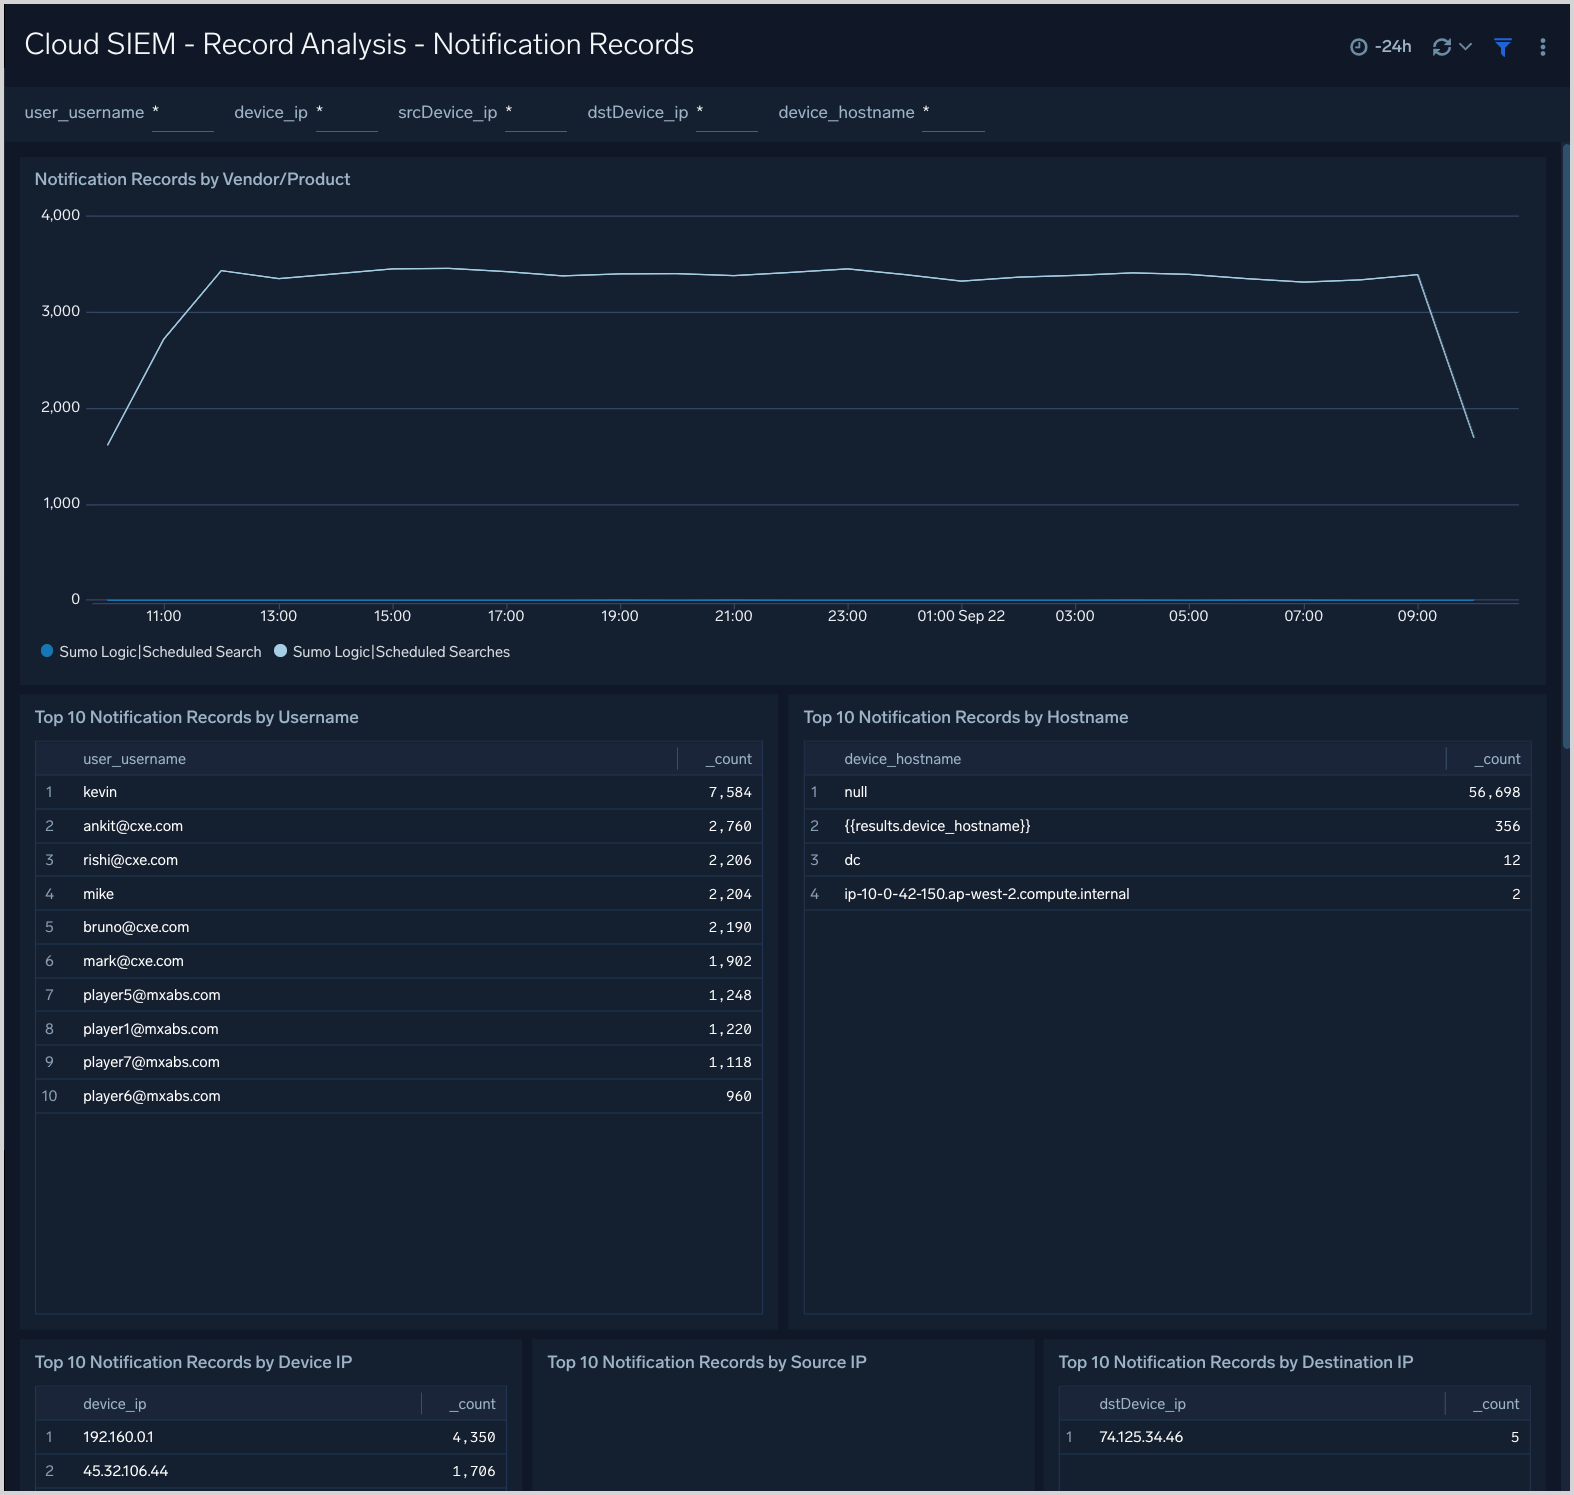 Cloud SIEM - Record Analysis - Notification Records
-24h
user_username * device_ip * srcDevice_ip * dstDevice_ip * device_hostname *
Notification Records by Vendor/Product
4,000
3,000
2,000
1,000
0
11:00 13:00 15:00 17:00 19:00 21:00 23:00 01:00 Sep 22 03:00 05:00 07:00 09:00
Sumo Logic|Scheduled Search Sumo Logic|Scheduled Searches
Top 10 Notification Records by Username
user_username _count
1 kevin 7,584
2 ankit@cxe.com 2,760
3 rishi@cxe.com 2,206
4 mike 2,204
5 bruno@cxe.com 2,190
6 mark@cxe.com 1,902
7 player5@mxabs.com 1,248
8 player1@mxabs.com 1,220
9 player7@mxabs.com 1,118
10 player6@mxabs.com 960
Top 10 Notification Records by Hostname
device_hostname _count
1 null 56,698
2 {{results.device_hostname}} 356
3 dc 12
4 ip-10-0-42-150.ap-west-2.compute.internal 2
Top 10 Notification Records by Device IP
device_ip _count
1 192.160.0.1 4,350
2 45.32.106.44 1,706
Top 10 Notification Records by Source IP
Top 10 Notification Records by Destination IP
dstDevice_ip _count
1 74.125.34.46 5